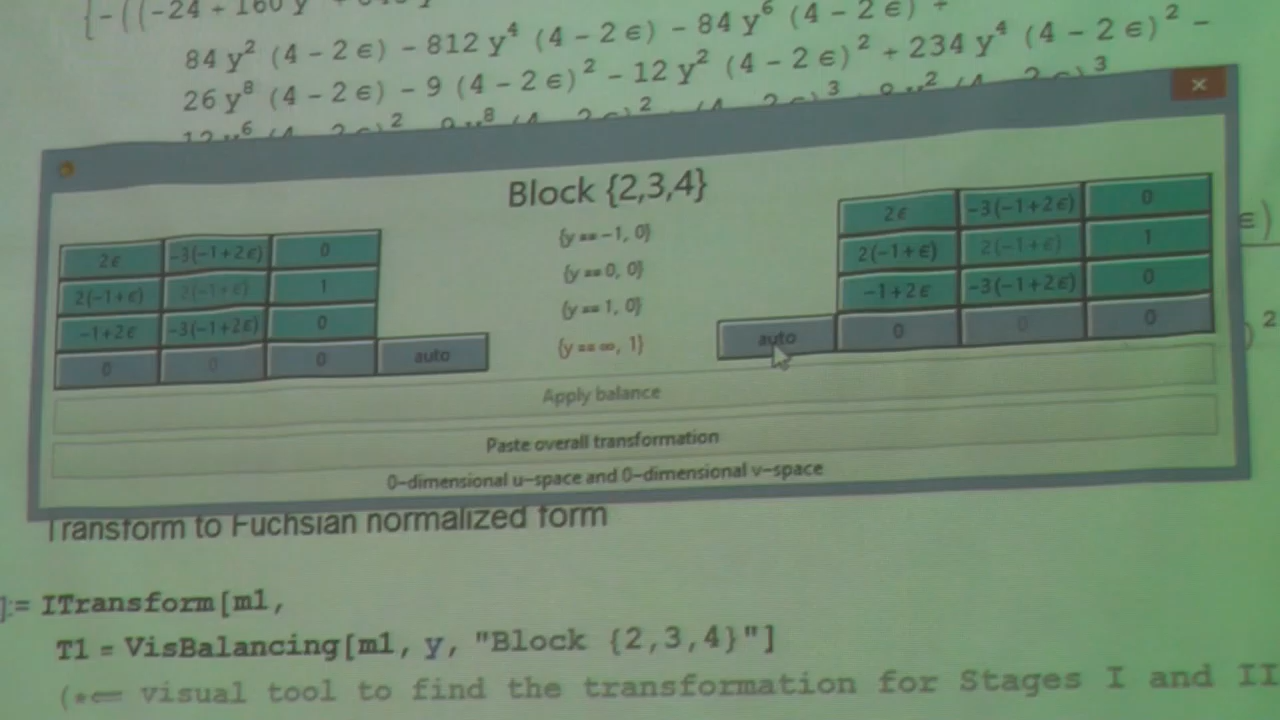 84 y² (4 − 2 ϵ) − 812 y⁴ (4 − 2 ϵ) − 84 y⁶ (4 − 2 ϵ) +
26 y⁸ (4 − 2 ϵ) − 9 (4 − 2 ϵ)² − 12 y² (4 − 2 ϵ)² + 234 y⁴ (4 − 2 ϵ)² −
Block {2,3,4}
2ϵ −3(−1+2ϵ) 0
2(−1+ϵ) 2(−1+ϵ) 1
−1+2ϵ −3(−1+2ϵ) 0
0 0 0 auto
{y == −1, 0}
{y == 0, 0}
{y == 1, 0}
{y == ∞, 1}
2ϵ −3(−1+2ϵ) 0
2(−1+ϵ) 2(−1+ϵ) 1
−1+2ϵ −3(−1+2ϵ) 0
auto 0 0 0
Apply balance
Paste overall transformation
0−dimensional u−space and 0−dimensional v−space
Transform to Fuchsian normalized form
]:= ITransform[m1,
T1 = VisBalancing[m1, y, "Block {2,3,4}"]
(*⟸ visual tool to find the transformation for Stages I and II